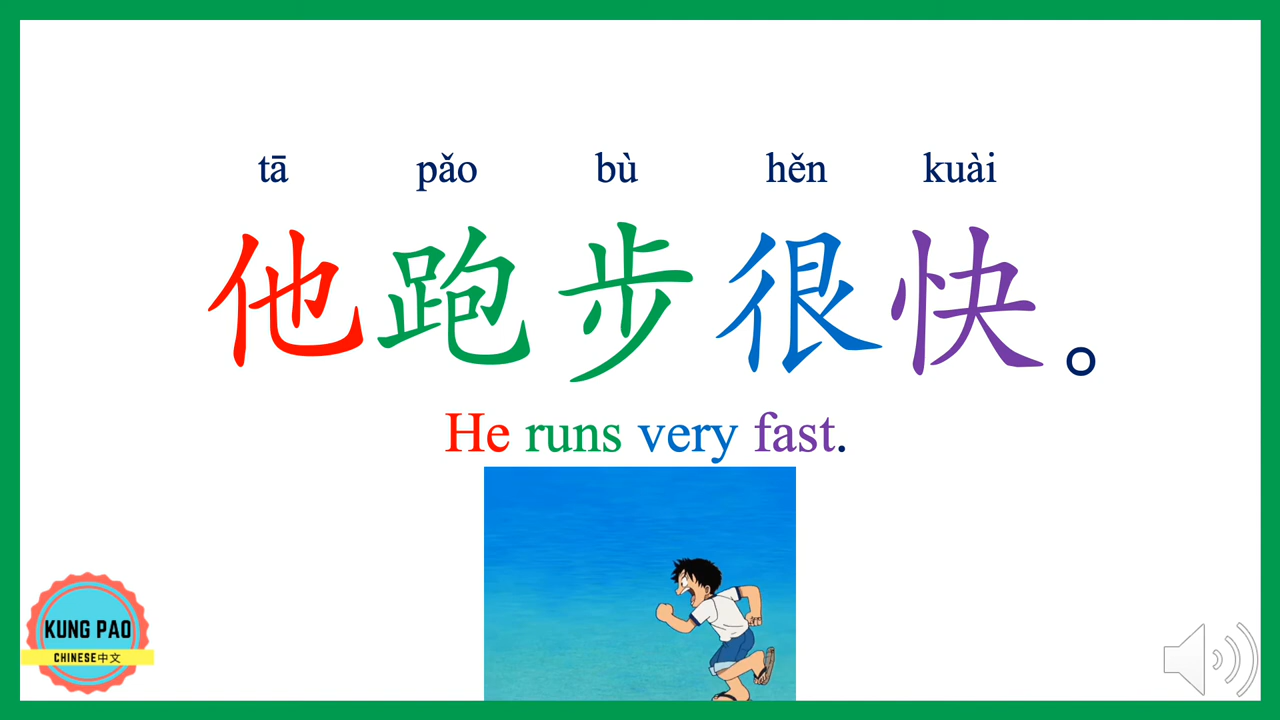 tā pǎo bù hěn kuài
他跑步很快。
He runs very fast.
KUNG PAO
CHINESE中文